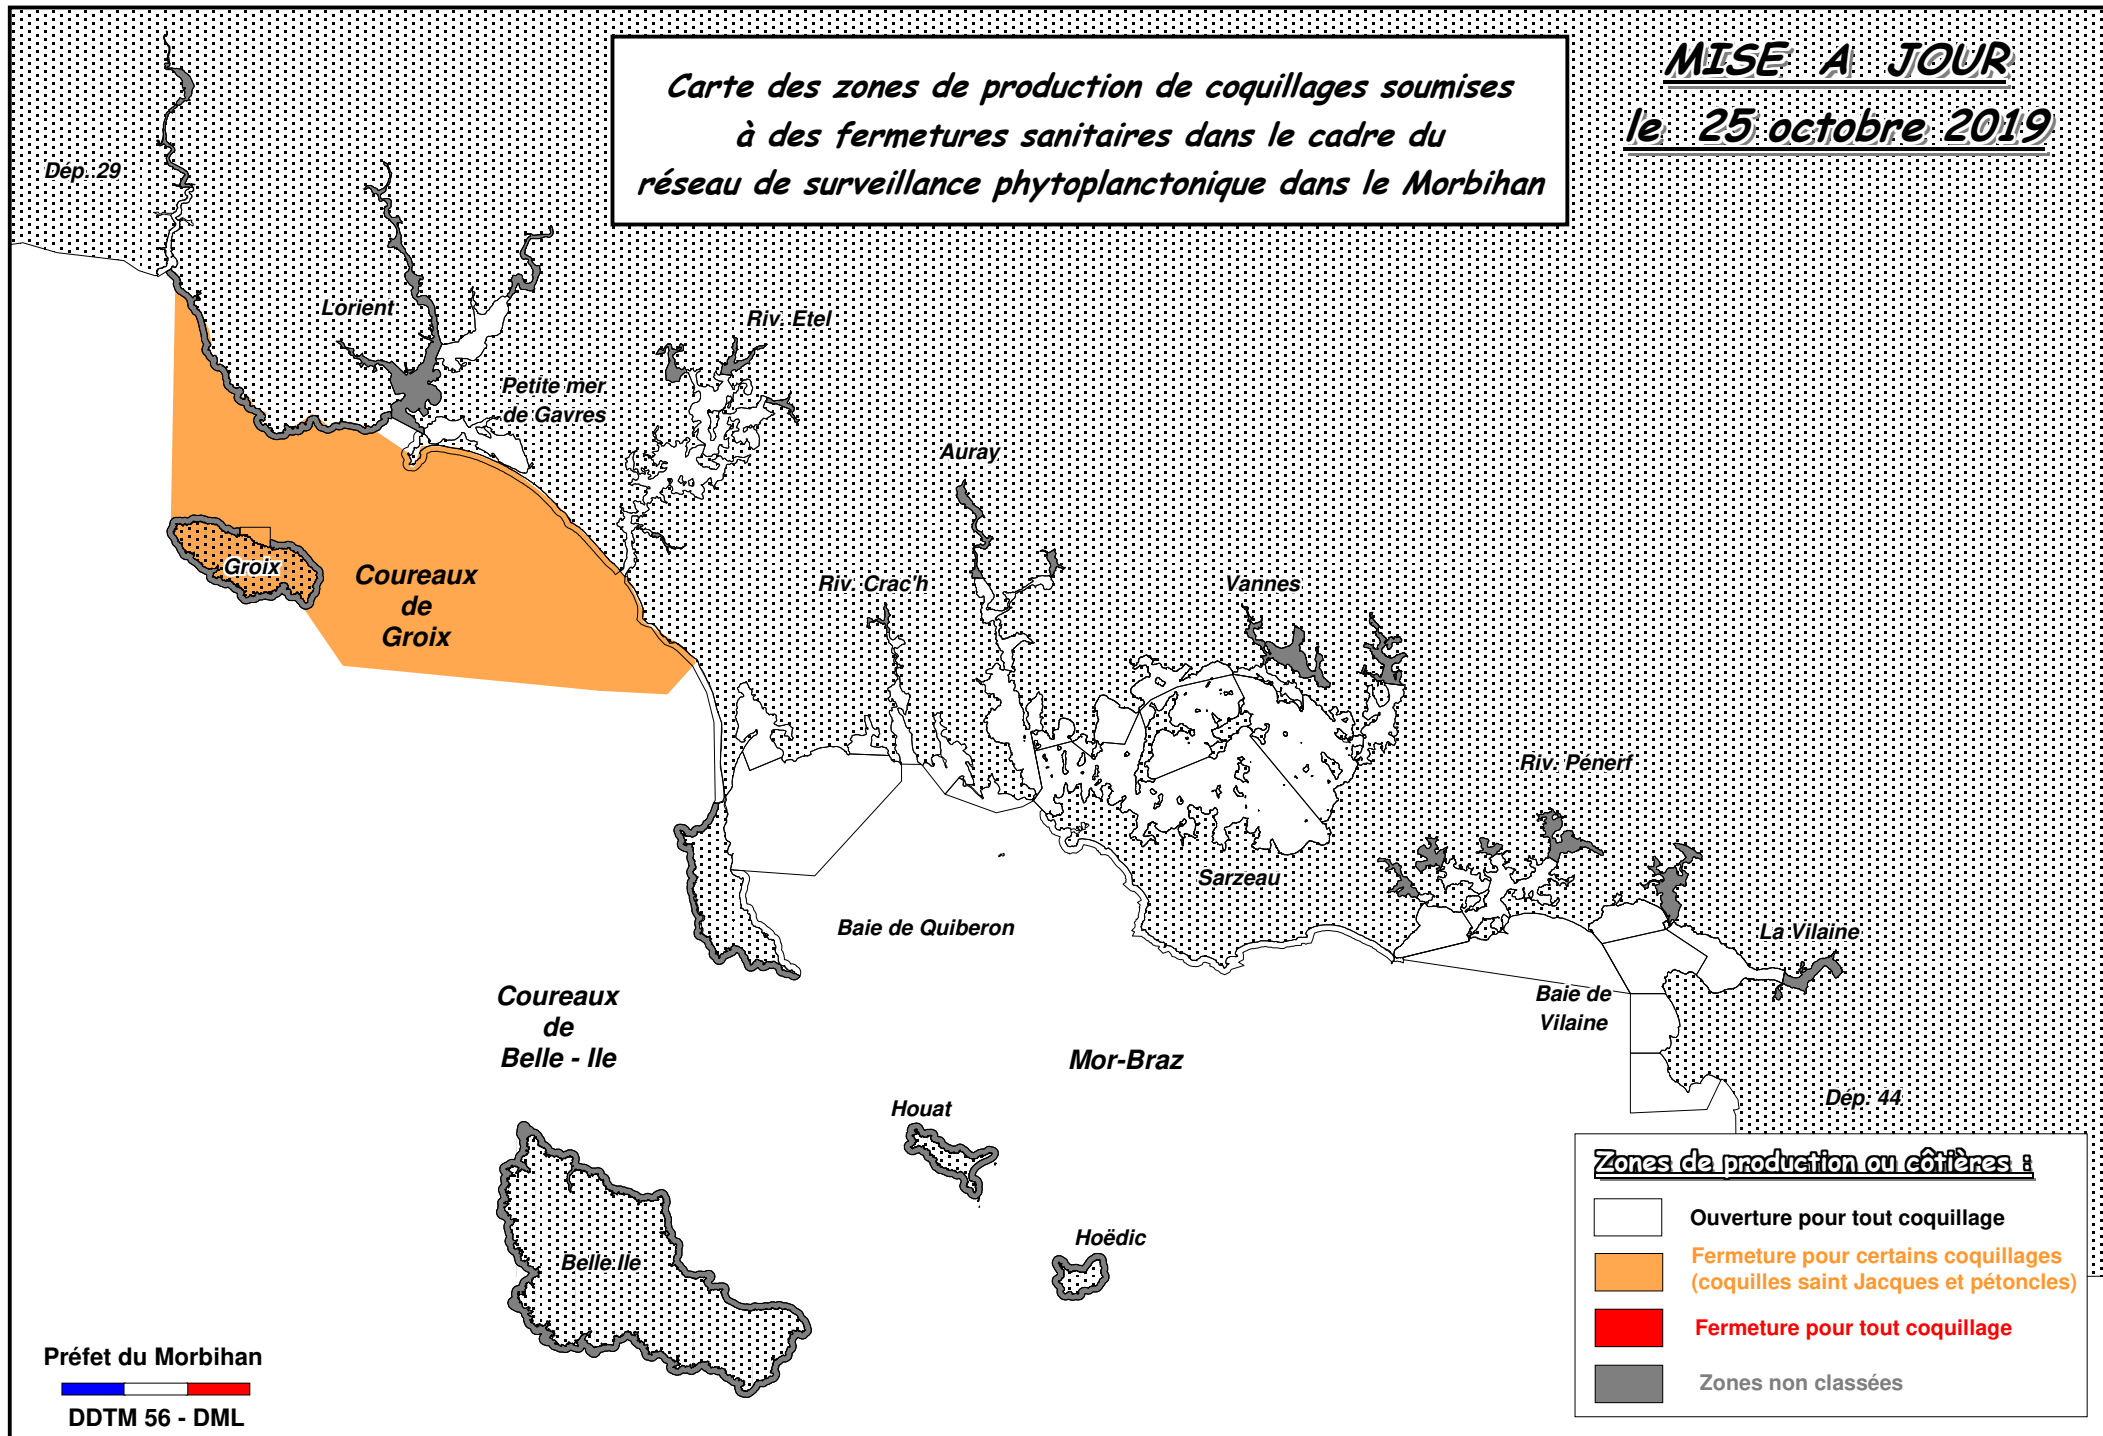 Carte des zones de production de coquillages soumises
à des fermetures sanitaires dans le cadre du
réseau de surveillance phytoplanctonique dans le Morbihan
MISE A JOUR
le 25 octobre 2019
Dép. 29
Lorient
Riv. Etel
Petite mer
de Gavres
Auray
Groix
Coureaux
de
Groix
Riv. Crac'h
Vannes
Riv. Pénerf
Sarzeau
Baie de Quiberon
La Vilaine
Baie de
Vilaine
Coureaux
de
Belle - Ile
Mor-Braz
Dép. 44
Houat
Hoëdic
Belle Ile
Zones de production ou côtières :
Ouverture pour tout coquillage
Fermeture pour certains coquillages
(coquilles saint Jacques et pétoncles)
Fermeture pour tout coquillage
Zones non classées
Préfet du Morbihan
DDTM 56 - DML